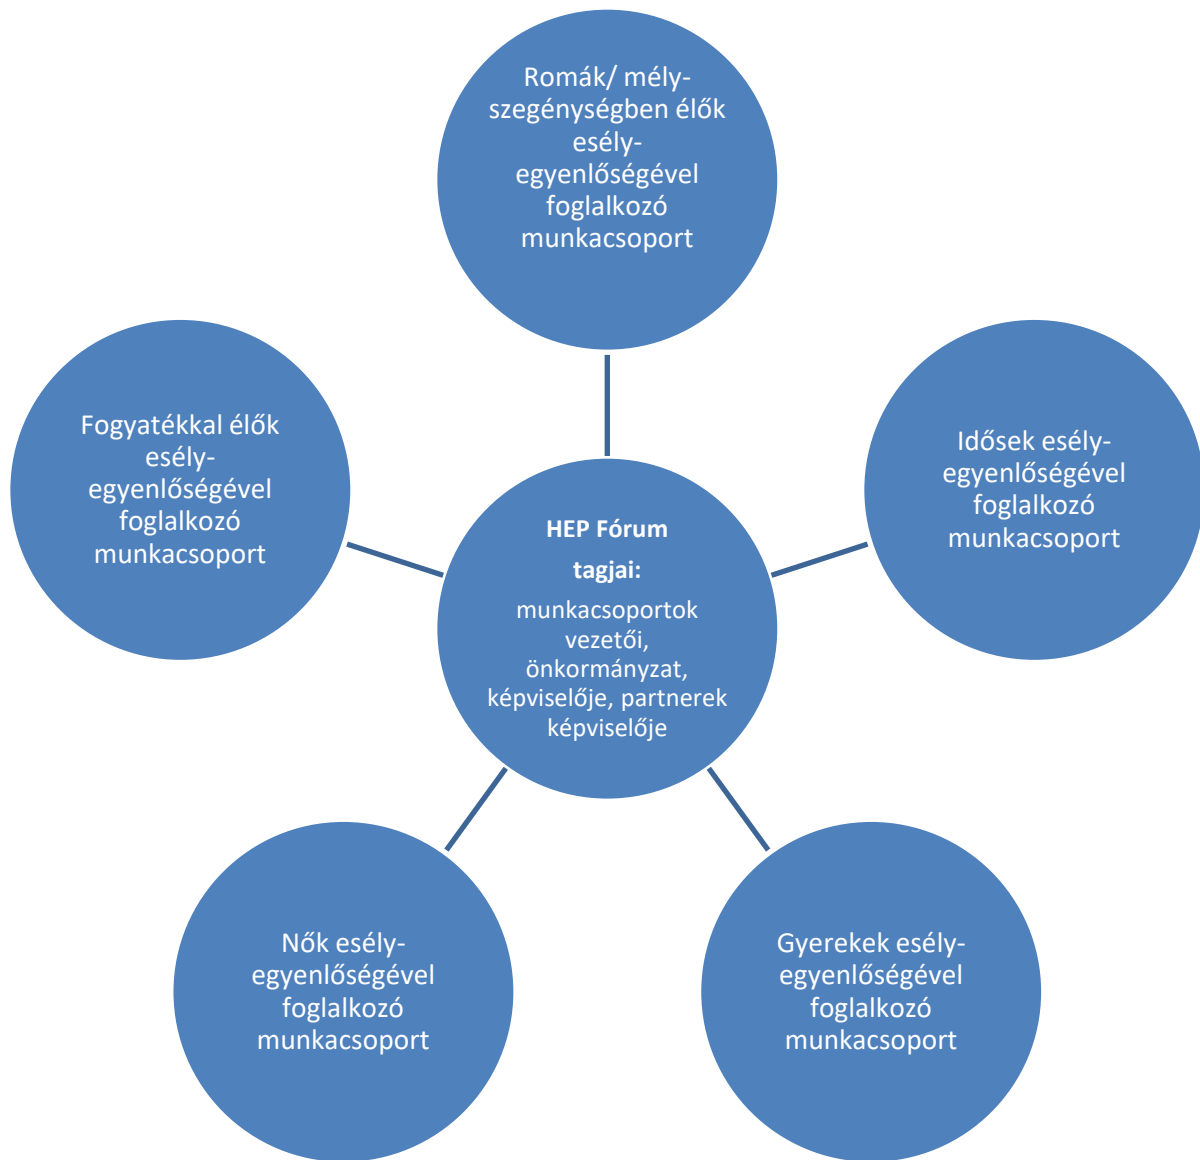 Romák/ mély-
szegénységben élők
esély-
egyenlőségével
foglalkozó
munkacsoport
Fogyatékkal élők
esély-
egyenlőségével
foglalkozó
munkacsoport
Idősek esély-
egyenlőségével
foglalkozó
munkacsoport
HEP Fórum
tagjai:
munkacsoportok
vezetői,
önkormányzat,
képviselője, partnerek
képviselője
Nők esély-
egyenlőségével
foglalkozó
munkacsoport
Gyerekek esély-
egyenlőségével
foglalkozó
munkacsoport